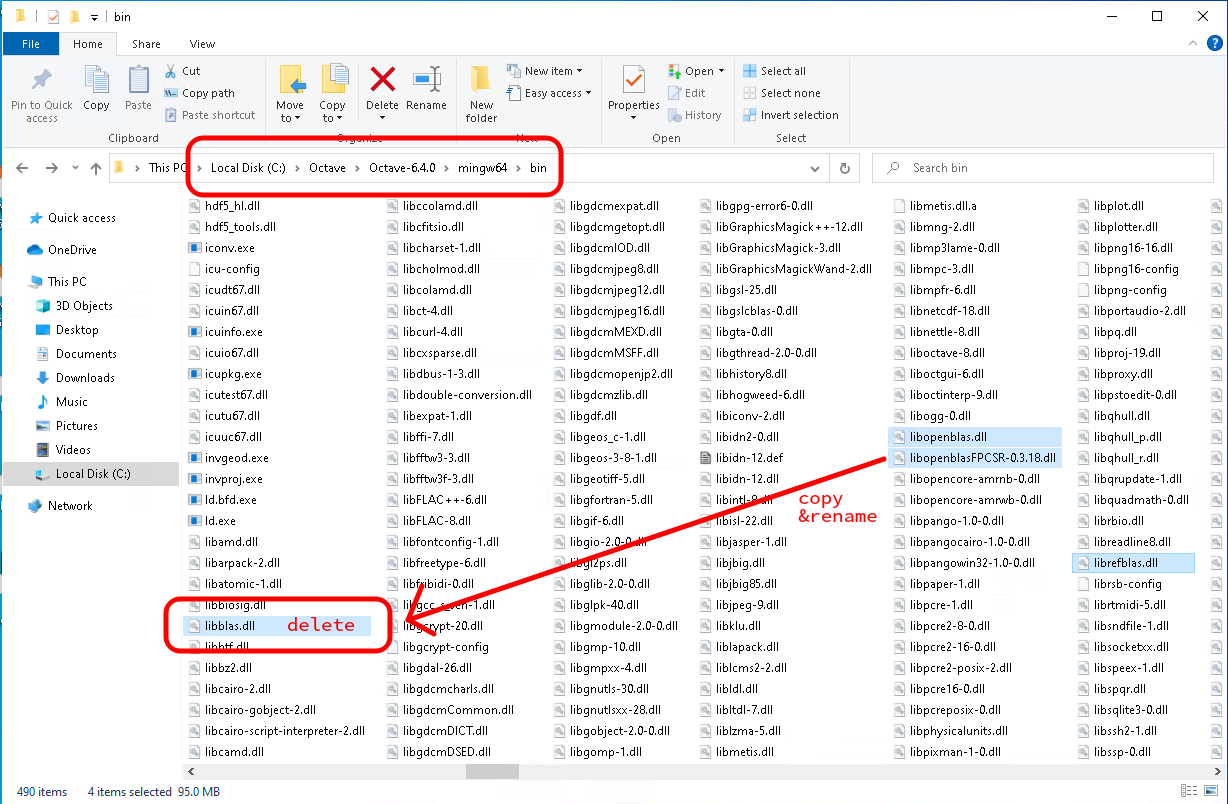 bin
File Home Share View
Pin to Quick access
Copy
Paste
Cut
Copy path
Paste shortcut
Clipboard
Move to
Copy to
Delete
Rename
Organize
New folder
New item
Easy access
New
Properties
Open
Edit
History
Open
Select all
Select none
Invert selection
Select
This PC Local Disk (C:) Octave Octave-6.4.0 mingw64 bin
Search bin
Quick access
OneDrive
This PC
3D Objects
Desktop
Documents
Downloads
Music
Pictures
Videos
Local Disk (C:)
Network
hdf5_hl.dll
hdf5_tools.dll
iconv.exe
icu-config
icudt67.dll
icuin67.dll
icuinfo.exe
icuio67.dll
icupkg.exe
icutest67.dll
icutu67.dll
icuuc67.dll
invgeod.exe
invproj.exe
ld.bfd.exe
ld.exe
libamd.dll
libarpack-2.dll
libatomic-1.dll
libbiosig.dll
libblas.dll delete
libbtf.dll
libbz2.dll
libcairo-2.dll
libcairo-gobject-2.dll
libcairo-script-interpreter-2.dll
libcamd.dll
libccolamd.dll
libcfitsio.dll
libcharset-1.dll
libcholmod.dll
libcolamd.dll
libct-4.dll
libcurl-4.dll
libcxsparse.dll
libdbus-1-3.dll
libdouble-conversion.dll
libexpat-1.dll
libffi-7.dll
libfftw3-3.dll
libfftw3f-3.dll
libFLAC++-6.dll
libFLAC-8.dll
libfontconfig-1.dll
libfreetype-6.dll
libfribidi-0.dll
libgcc_s_seh-1.dll
libgcrypt-20.dll
libgcrypt-config
libgdal-26.dll
libgdcmcharls.dll
libgdcmCommon.dll
libgdcmDICT.dll
libgdcmDSED.dll
libgdcmexpat.dll
libgdcmgetopt.dll
libgdcmIOD.dll
libgdcmjpeg8.dll
libgdcmjpeg12.dll
libgdcmjpeg16.dll
libgdcmMEXD.dll
libgdcmMSFF.dll
libgdcmopenjp2.dll
libgdcmzlib.dll
libgdf.dll
libgeos_c-1.dll
libgeos-3-8-1.dll
libgeotiff-5.dll
libgfortran-5.dll
libgif-6.dll
libgio-2.0-0.dll
libgl2ps.dll
libglib-2.0-0.dll
libglpk-40.dll
libgmodule-2.0-0.dll
libgmp-10.dll
libgmpxx-4.dll
libgnutls-30.dll
libgnutlsxx-28.dll
libgobject-2.0-0.dll
libgomp-1.dll
libgpg-error6-0.dll
libGraphicsMagick++-12.dll
libGraphicsMagick-3.dll
libGraphicsMagickWand-2.dll
libgsl-25.dll
libgslcblas-0.dll
libgta-0.dll
libgthread-2.0-0.dll
libhistory8.dll
libhogweed-6.dll
libiconv-2.dll
libidn2-0.dll
libidn-12.def
libidn-12.dll
libintl-8.dll
libisl-22.dll
libjasper-1.dll
libjbig.dll
libjbig85.dll
libjpeg-9.dll
libklu.dll
liblapack.dll
liblcms2-2.dll
libldl.dll
libltdl-7.dll
liblzma-5.dll
libmetis.dll
copy
&rename
libmetis.dll.a
libmng-2.dll
libmp3lame-0.dll
libmpc-3.dll
libmpfr-6.dll
libnetcdf-18.dll
libnettle-8.dll
liboctave-8.dll
liboctgui-6.dll
liboctinterp-9.dll
libogg-0.dll
libopenblas.dll
libopenblasFPCSR-0.3.18.dll
libopencore-amrnb-0.dll
libopencore-amrwb-0.dll
libpango-1.0-0.dll
libpangocairo-1.0-0.dll
libpangowin32-1.0-0.dll
libpaper-1.dll
libpcre-1.dll
libpcre2-8-0.dll
libpcre2-16-0.dll
libpcre2-posix-2.dll
libpcre16-0.dll
libpcreposix-0.dll
libphysicalunits.dll
libpixman-1-0.dll
libplot.dll
libplotter.dll
libpng16-16.dll
libpng16-config
libpng-config
libportaudio-2.dll
libpq.dll
libproj-19.dll
libproxy.dll
libpstoedit-0.dll
libqhull.dll
libqhull_p.dll
libqhull_r.dll
libqrupdate-1.dll
libquadmath-0.dll
librbio.dll
libreadline8.dll
librefblas.dll
librsb-config
librtmidi-5.dll
libsndfile-1.dll
libsocketxx.dll
libspeex-1.dll
libspqr.dll
libsqlite3-0.dll
libssh2-1.dll
libssp-0.dll
490 items 4 items selected 95.0 MB